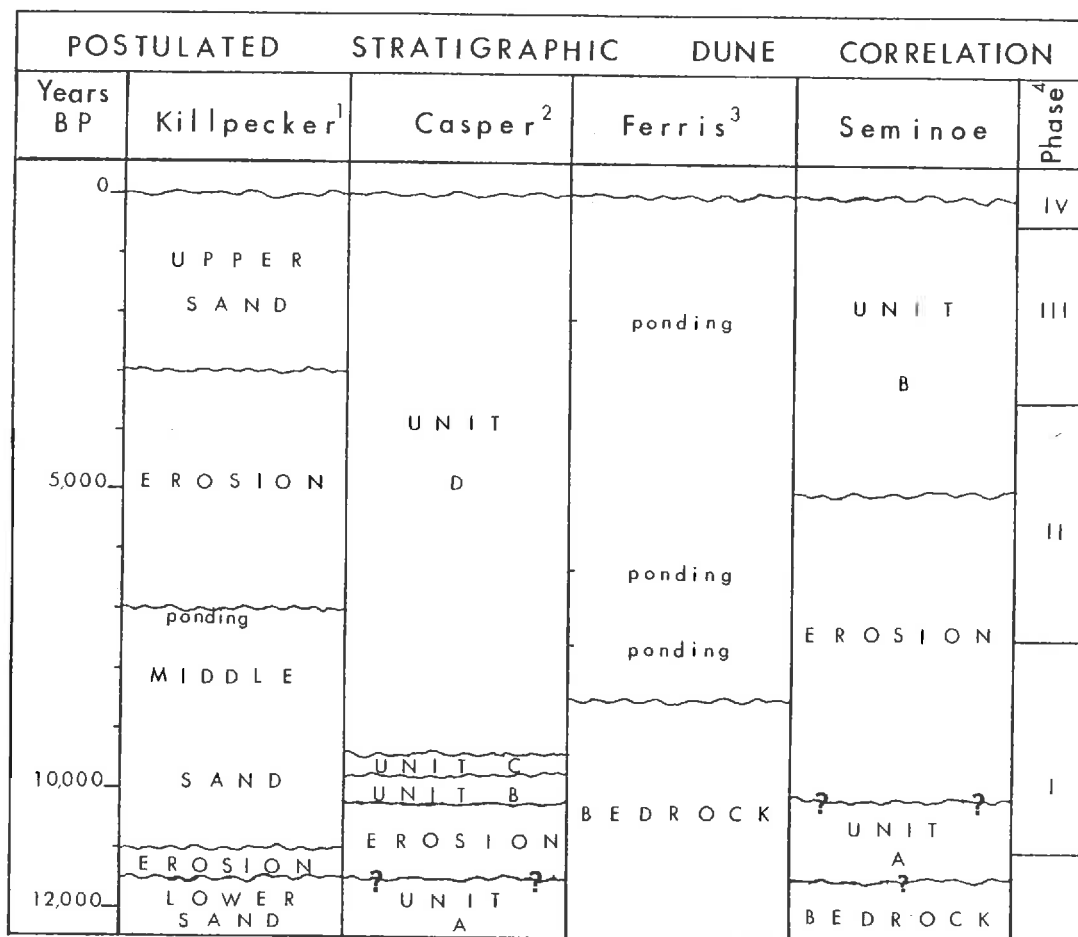 POSTULATED STRATIGRAPHIC DUNE CORRELATION
Years BP
Killpecker¹
Casper²
Ferris³
Seminoe
Phase⁴
0
5,000
10,000
12,000
UPPER
SAND
EROSION
ponding
MIDDLE
SAND
EROSION
LOWER
SAND
UNIT
D
UNIT C
UNIT B
EROSION
? ?
UNIT
A
ponding
ponding
ponding
BEDROCK
UNIT
B
EROSION
? ?
UNIT
A
?
BEDROCK
IV
III
II
I